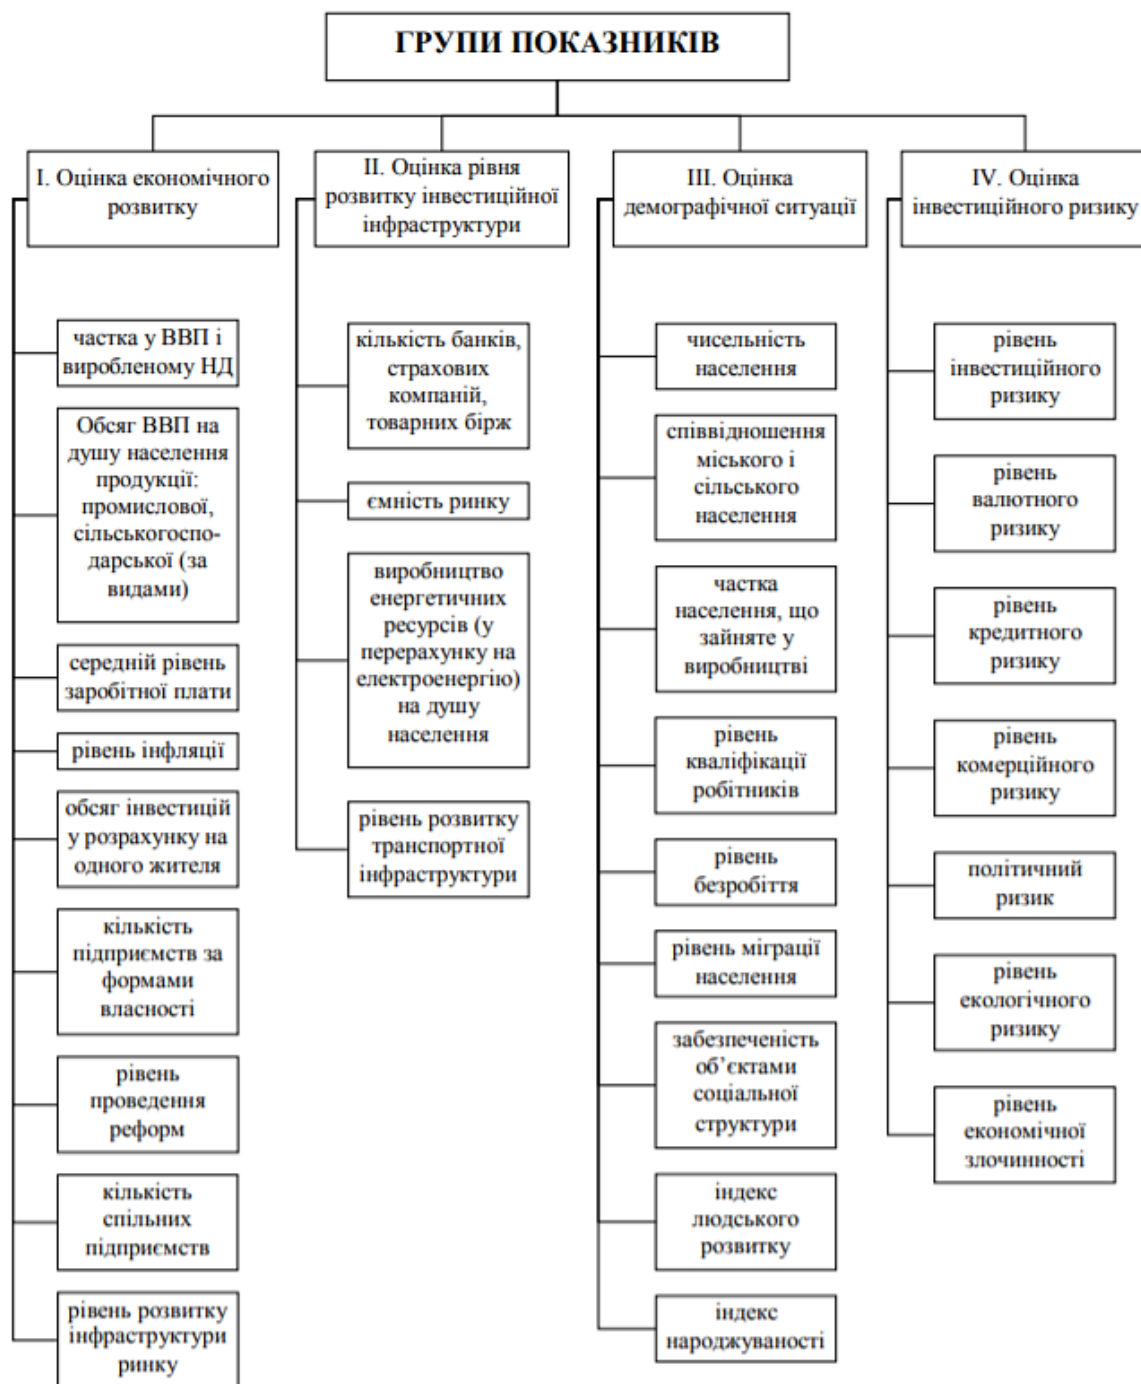 ГРУПИ ПОКАЗНИКІВ
І. Оцінка економічного
розвитку
ІІ. Оцінка рівня
розвитку інвестиційної
інфраструктури
ІІІ. Оцінка
демографічної ситуації
IV. Оцінка
інвестиційного ризику
частка у ВВП і
виробленому НД
Обсяг ВВП на
душу населення
продукції:
промислової,
сільськогоспо-
дарської (за
видами)
середній рівень
заробітної плати
рівень інфляції
обсяг інвестицій
у розрахунку на
одного жителя
кількість
підприємств за
формами
власності
рівень
проведення
реформ
кількість
спільних
підприємств
рівень розвитку
інфраструктури
ринку
кількість банків,
страхових
компаній,
товарних бірж
ємність ринку
виробництво
енергетичних
ресурсів (у
перерахунку на
електроенергію)
на душу
населення
рівень розвитку
транспортної
інфраструктури
чисельність
населення
співвідношення
міського і
сільського
населення
частка
населення, що
зайняте у
виробництві
рівень
кваліфікації
робітників
рівень
безробіття
рівень міграції
населення
забезпеченість
об’єктами
соціальної
структури
індекс
людського
розвитку
індекс
народжуваності
рівень
інвестиційного
ризику
рівень
валютного
ризику
рівень
кредитного
ризику
рівень
комерційного
ризику
політичний
ризик
рівень
екологічного
ризику
рівень
економічної
злочинності